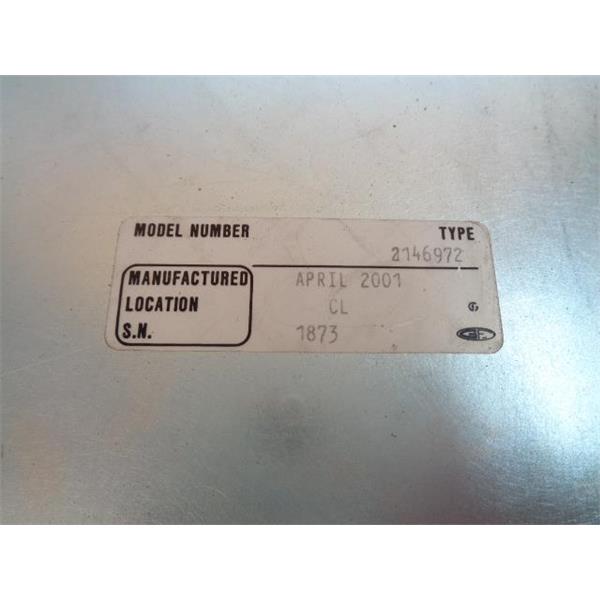 MODEL NUMBER TYPE
2146972
MANUFACTURED APRIL 2001
LOCATION CL
S.N. 1873